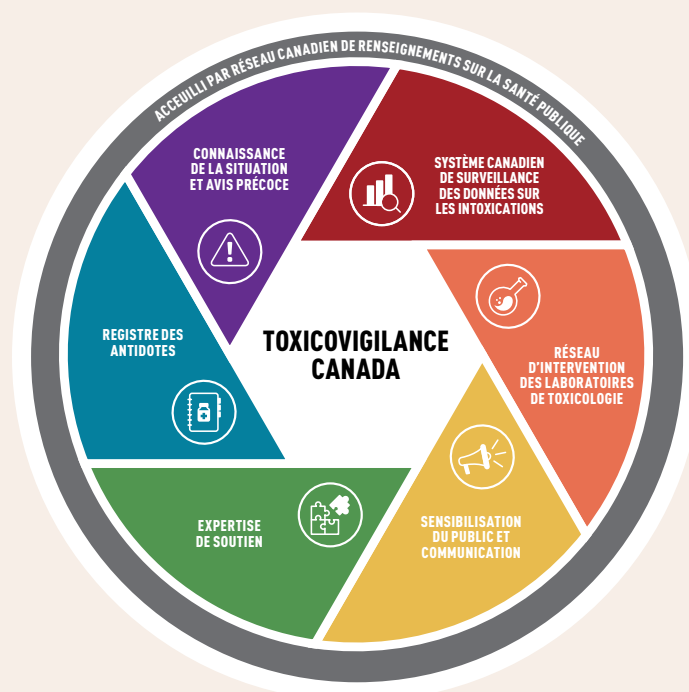 ACCEUILLI PAR RÉSEAU CANADIEN DE RENSEIGNEMENTS SUR LA SANTÉ PUBLIQUE
CONNAISSANCE
DE LA SITUATION
ET AVIS PRÉCOCE
SYSTÈME CANADIEN
DE SURVEILLANCE
DES DONNÉES SUR
LES INTOXICATIONS
REGISTRE DES
ANTIDOTES
TOXICOVIGILANCE
CANADA
RÉSEAU
D'INTERVENTION
DES LABORATOIRES
DE TOXICOLOGIE
EXPERTISE
DE SOUTIEN
SENSIBILISATION
DU PUBLIC ET
COMMUNICATION